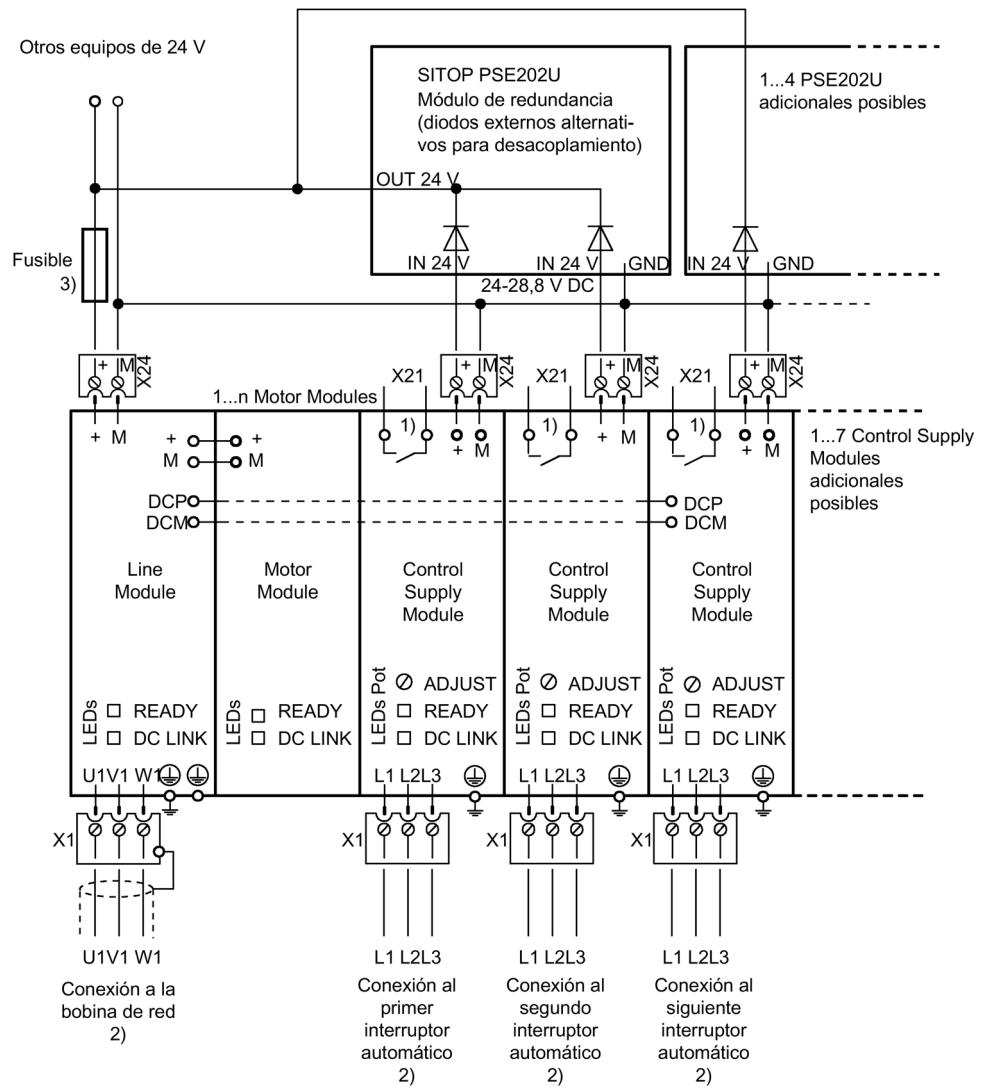 Otros equipos de 24 V
SITOP PSE202U
Módulo de redundancia
(diodos externos alternati-
vos para desacoplamiento)
1...4 PSE202U
adicionales posibles
OUT 24 V
Fusible
3)
IN 24 V
IN 24 V
GND
IN 24 V
GND
24-28,8 V DC
+ M
X24
+ M
X24
+ M
X24
+ M
X24
1...n Motor Modules
X21
X21
X21
1)
1)
1)
+ M
+ M
+ M
+ M
+ +
M M
1...7 Control Supply
Modules
adicionales
posibles
DCP
DCM
DCP
DCM
Line
Module
Motor
Module
Control
Supply
Module
Control
Supply
Module
Control
Supply
Module
LEDs
READY
DC LINK
LEDs
READY
DC LINK
LEDs Pot
ADJUST
READY
DC LINK
LEDs Pot
ADJUST
READY
DC LINK
LEDs Pot
ADJUST
READY
DC LINK
U1V1 W1
L1 L2L3
L1 L2L3
L1 L2L3
X1
X1
X1
X1
U1V1 W1
L1 L2L3
L1 L2L3
L1 L2L3
Conexión a la
bobina de red
2)
Conexión al
primer
interruptor
automático
2)
Conexión al
segundo
interruptor
automático
2)
Conexión al
siguiente
interruptor
automático
2)